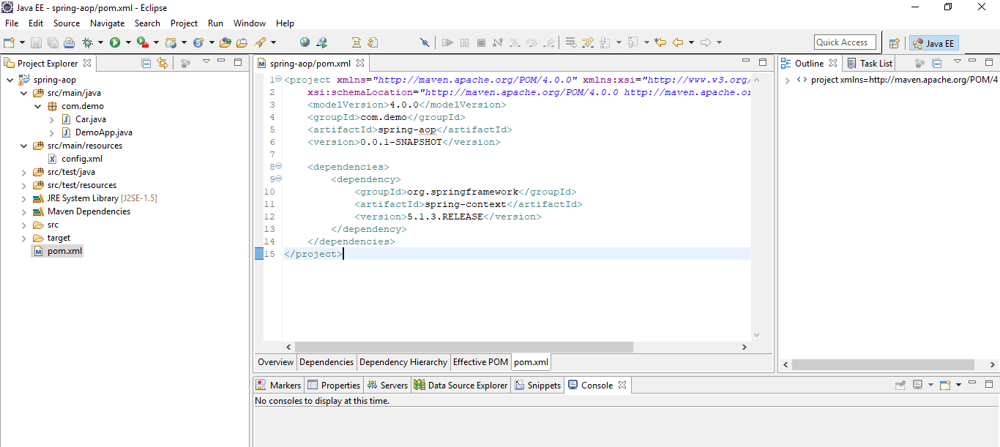 Java EE - spring-aop/pom.xml - Eclipse
File Edit Source Navigate Search Project Run Window Help
Quick Access
Java EE
Project Explorer
spring-aop
src/main/java
com.demo
Car.java
DemoApp.java
src/main/resources
config.xml
src/test/java
src/test/resources
JRE System Library [J2SE-1.5]
Maven Dependencies
src
target
pom.xml
spring-aop/pom.xml
1 <project xmlns="http://maven.apache.org/POM/4.0.0" xmlns:xsi="http://www.w3.org/
2 xsi:schemaLocation="http://maven.apache.org/POM/4.0.0 http://maven.apache.or
3 <modelVersion>4.0.0</modelVersion>
4 <groupId>com.demo</groupId>
5 <artifactId>spring-aop</artifactId>
6 <version>0.0.1-SNAPSHOT</version>
7
8 <dependencies>
9 <dependency>
10 <groupId>org.springframework</groupId>
11 <artifactId>spring-context</artifactId>
12 <version>5.1.3.RELEASE</version>
13 </dependency>
14 </dependencies>
15 </project>
Overview Dependencies Dependency Hierarchy Effective POM pom.xml
Outline Task List
project xmlns=http://maven.apache.org/POM/4
Markers Properties Servers Data Source Explorer Snippets Console
No consoles to display at this time.